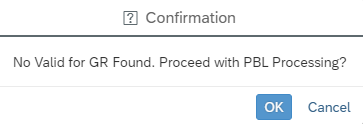 Confirmation
No Valid for GR Found. Proceed with PBL Processing?
OK Cancel